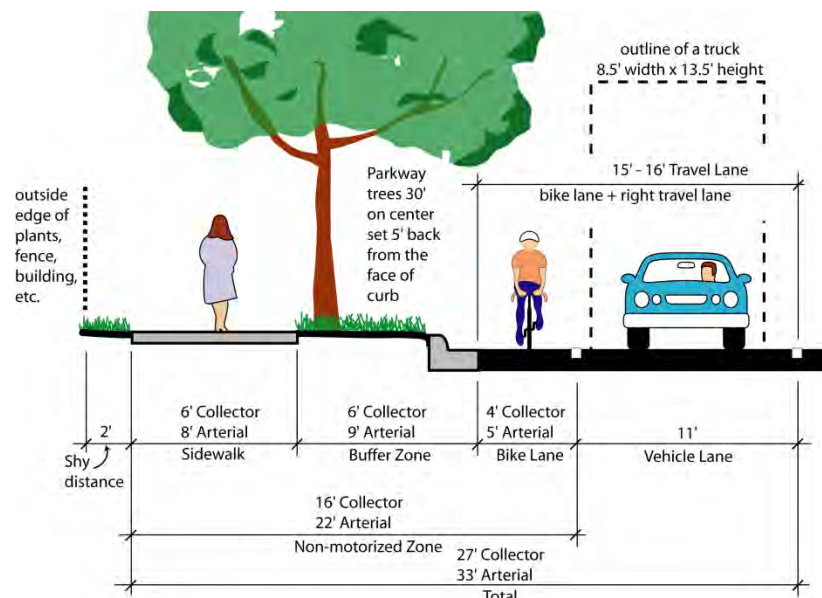 outline of a truck
8.5' width x 13.5' height
15' - 16' Travel Lane
bike lane + right travel lane
outside
edge of
plants,
fence,
building,
etc.
Parkway
trees 30'
on center
set 5' back
from the
face of
curb
2'
Shy
distance
6' Collector
8' Arterial
Sidewalk
6' Collector
9' Arterial
Buffer Zone
4' Collector
5' Arterial
Bike Lane
11'
Vehicle Lane
16' Collector
22' Arterial
Non-motorized Zone
27' Collector
33' Arterial
Total